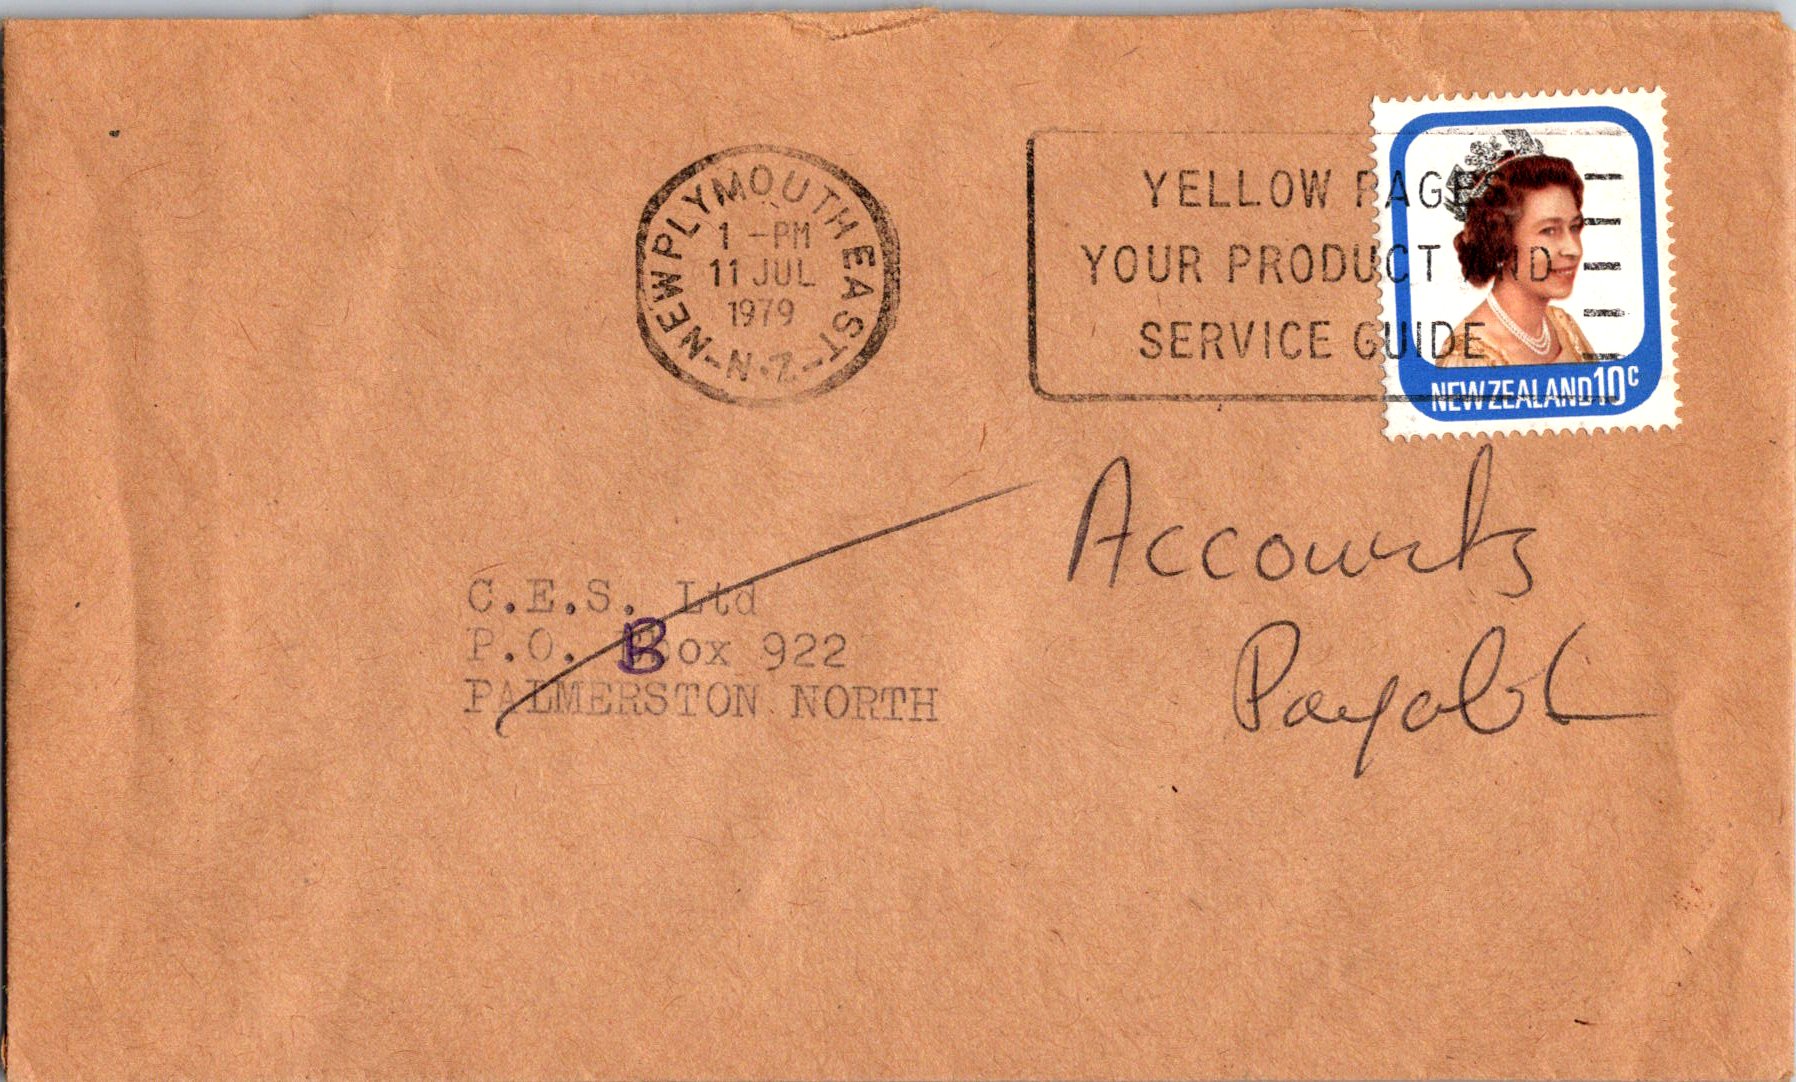 NEW PLYMOUTH EAST
1 -PM
11 JUL
1979
-N.Z-
YELLOW PAGES
YOUR PRODUCT AND
SERVICE GUIDE
NEW ZEALAND 10c
Accounts
Payable
C.E.S. Ltd
P.O. Box 922
PALMERSTON NORTH